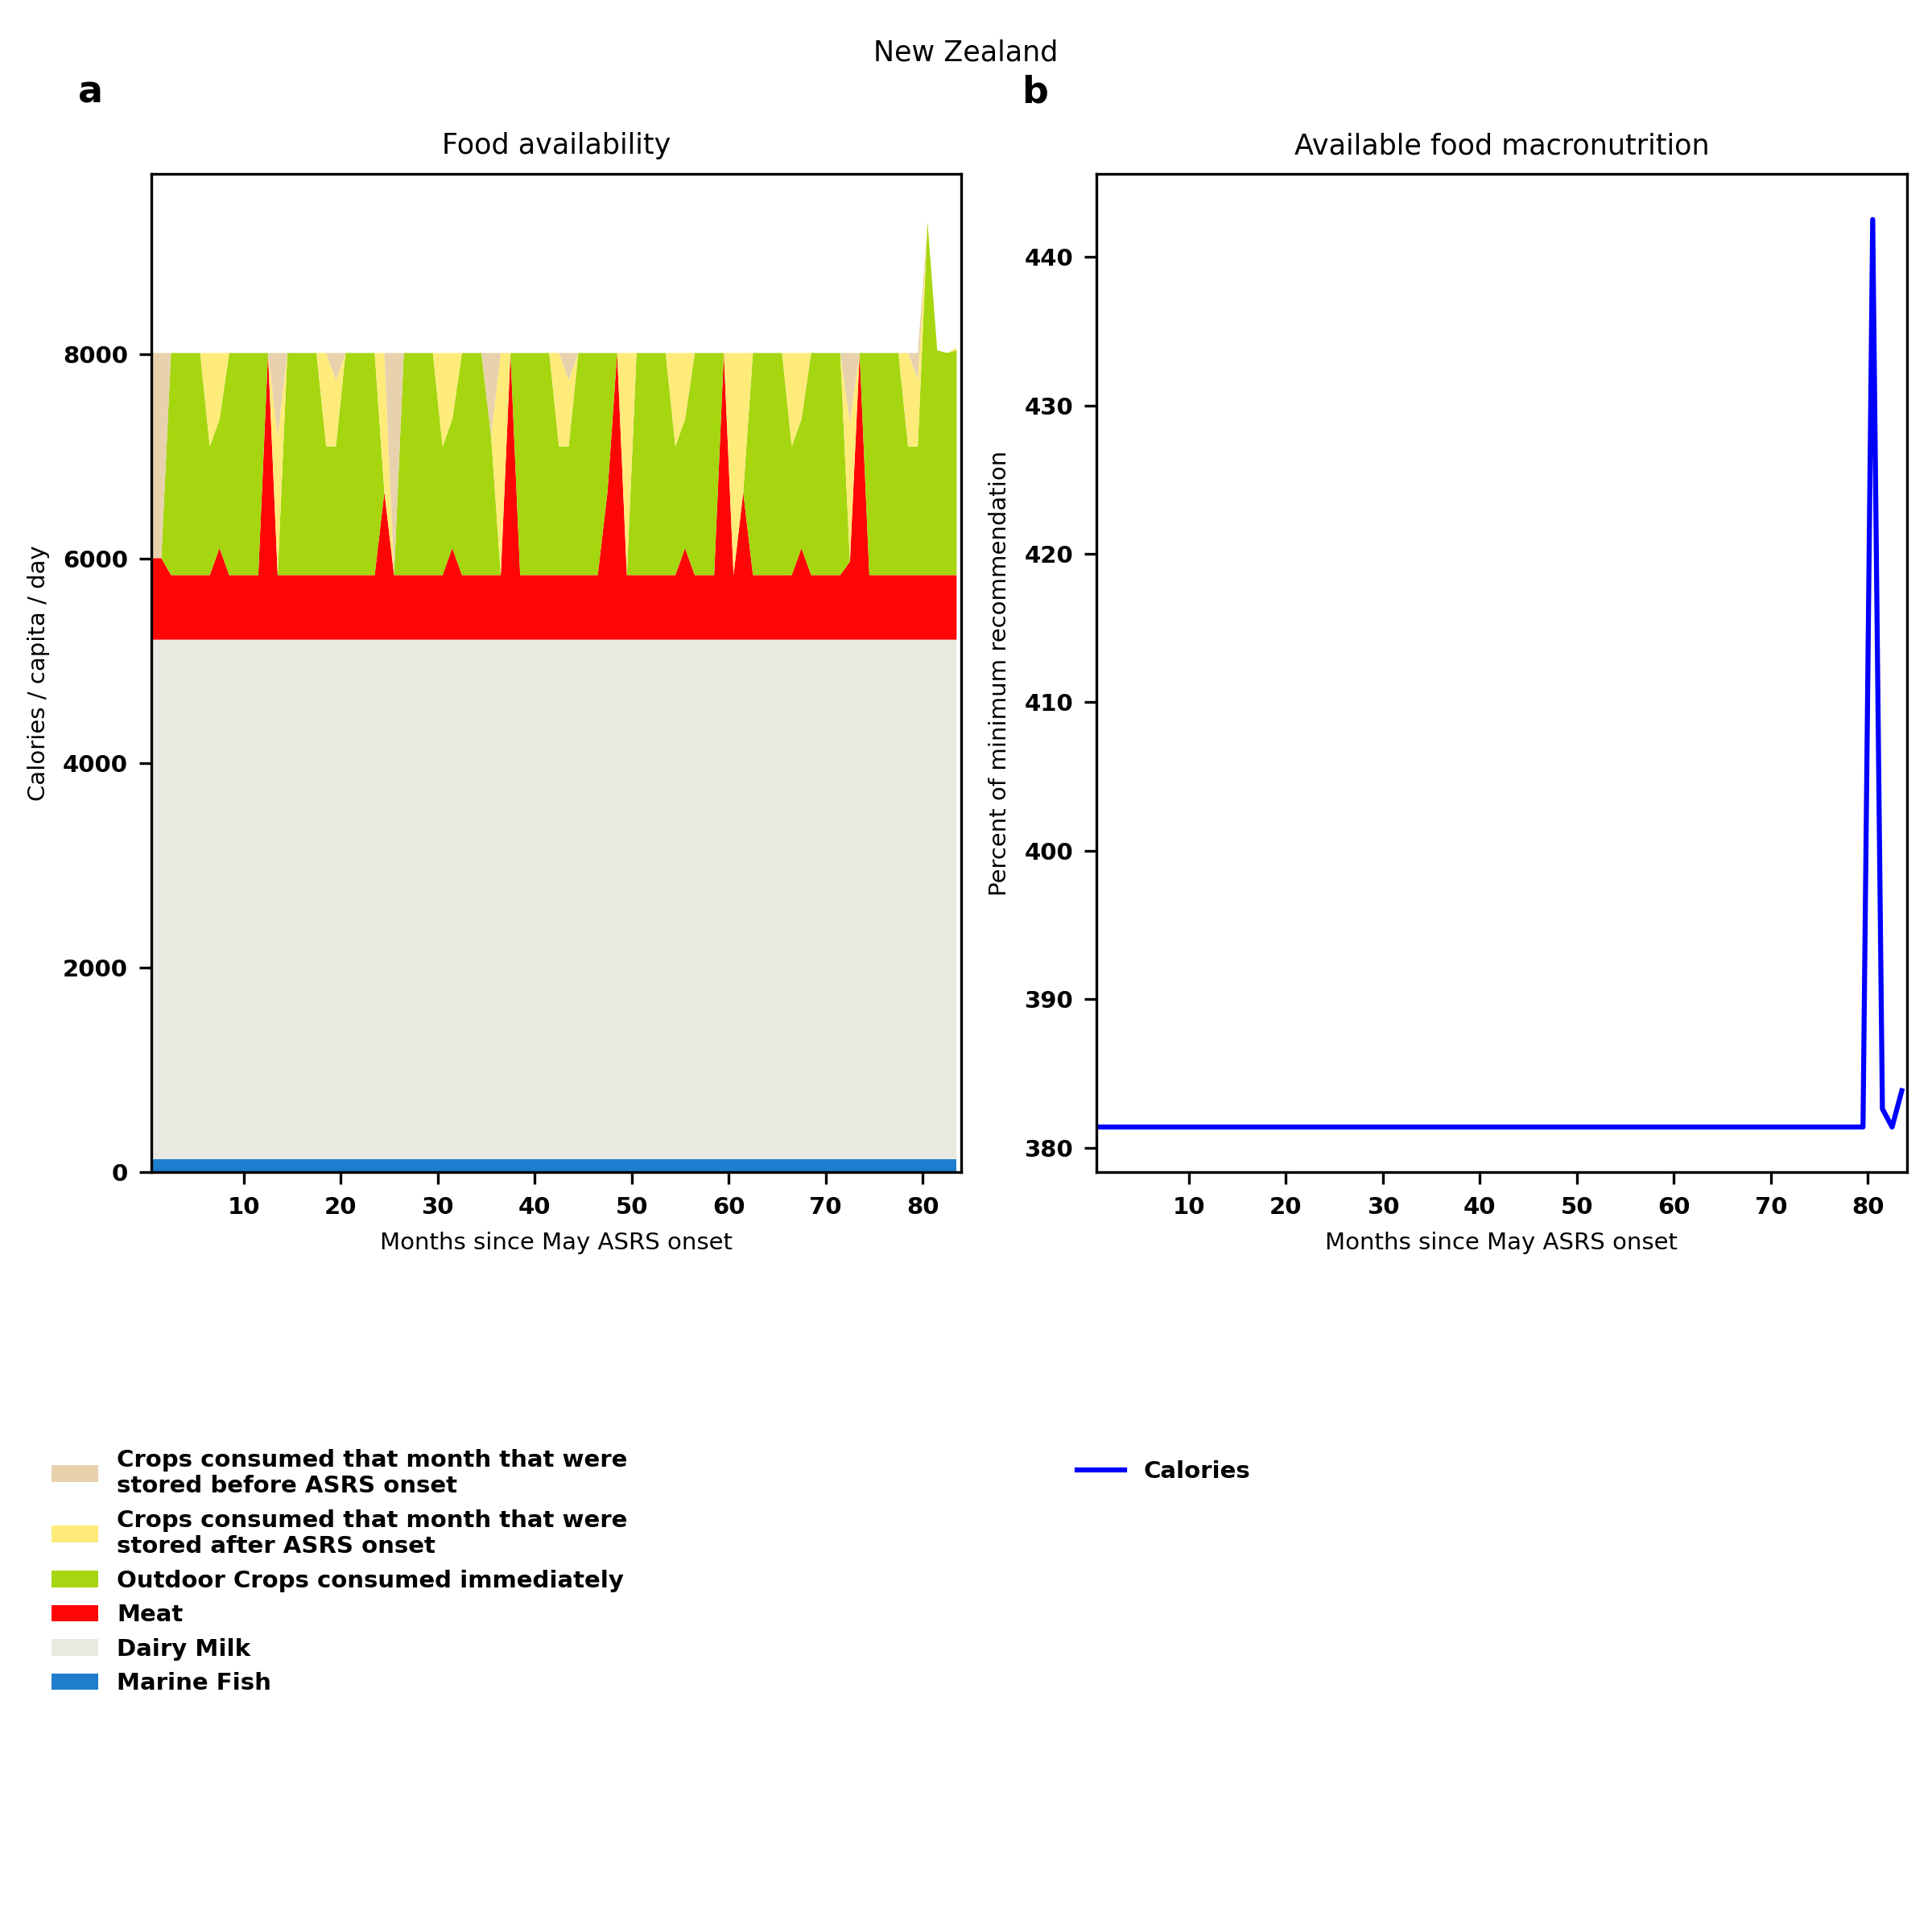 New Zealand
a
Food availability
Calories / capita / day
8000
6000
4000
2000
0
10 20 30 40 50 60 70 80
Months since May ASRS onset
b
Available food macronutrition
Percent of minimum recommendation
440
430
420
410
400
390
380
10 20 30 40 50 60 70 80
Months since May ASRS onset
Crops consumed that month that were
stored before ASRS onset
Crops consumed that month that were
stored after ASRS onset
Outdoor Crops consumed immediately
Meat
Dairy Milk
Marine Fish
Calories